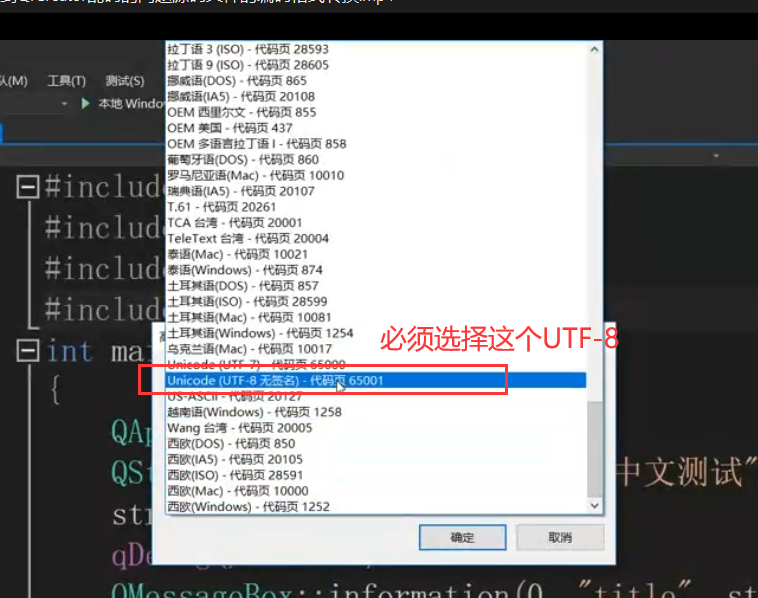 拉丁语 3 (ISO) - 代码页 28593
拉丁语 9 (ISO) - 代码页 28605
挪威语(DOS) - 代码页 865
挪威语(IA5) - 代码页 20108
OEM 西里尔文 - 代码页 855
OEM 美国 - 代码页 437
OEM 多语言拉丁语 I - 代码页 858
葡萄牙语(DOS) - 代码页 860
罗马尼亚语(Mac) - 代码页 10010
瑞典语(IA5) - 代码页 20107
T.61 - 代码页 20261
TCA 台湾 - 代码页 20001
TeleText 台湾 - 代码页 20004
泰语(Mac) - 代码页 10021
泰语(Windows) - 代码页 874
土耳其语(DOS) - 代码页 857
土耳其语(ISO) - 代码页 28599
土耳其语(Mac) - 代码页 10081
土耳其语(Windows) - 代码页 1254
乌克兰语(Mac) - 代码页 10017
Unicode (UTF-7) - 代码页 65000
Unicode (UTF-8 无签名) - 代码页 65001
US-ASCII - 代码页 20127
越南语(Windows) - 代码页 1258
Wang 台湾 - 代码页 20005
西欧(DOS) - 代码页 850
西欧(IA5) - 代码页 20105
西欧(ISO) - 代码页 28591
西欧(Mac) - 代码页 10000
西欧(Windows) - 代码页 1252
必须选择这个UTF-8
确定 取消
(M) 工具(T) 测试(S)
本地 Windo
#includ
#includ
#includ
#includ
int ma
{
QAp
QSt 中文测试"
str
qDe
QMessageBox::information(0, "title", st